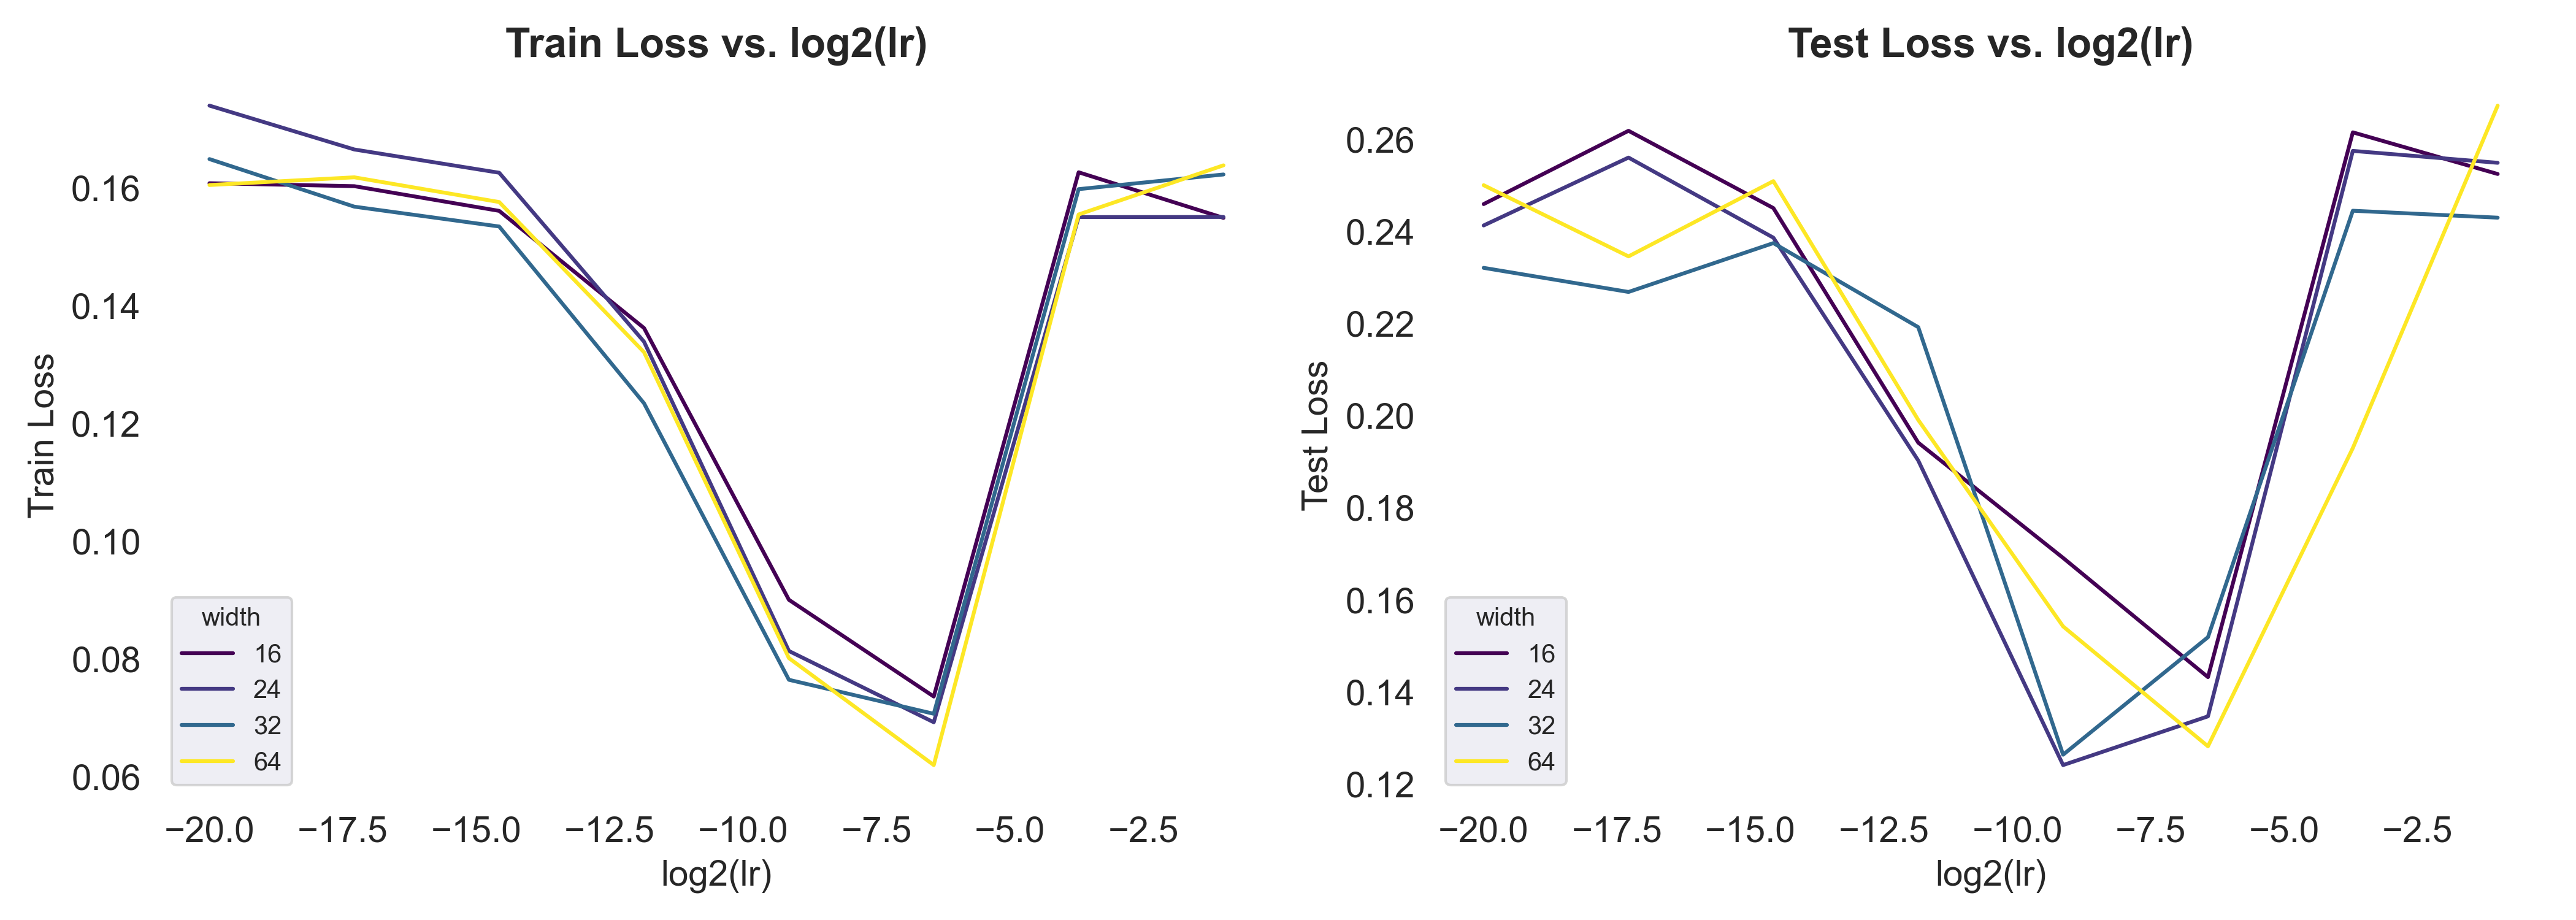 Train Loss vs. log2(lr)
Train Loss
0.16
0.14
0.12
0.10
0.08
0.06
width
16
24
32
64
−20.0 −17.5 −15.0 −12.5 −10.0 −7.5 −5.0 −2.5
log2(lr)
Test Loss vs. log2(lr)
Test Loss
0.26
0.24
0.22
0.20
0.18
0.16
0.14
0.12
width
16
24
32
64
−20.0 −17.5 −15.0 −12.5 −10.0 −7.5 −5.0 −2.5
log2(lr)